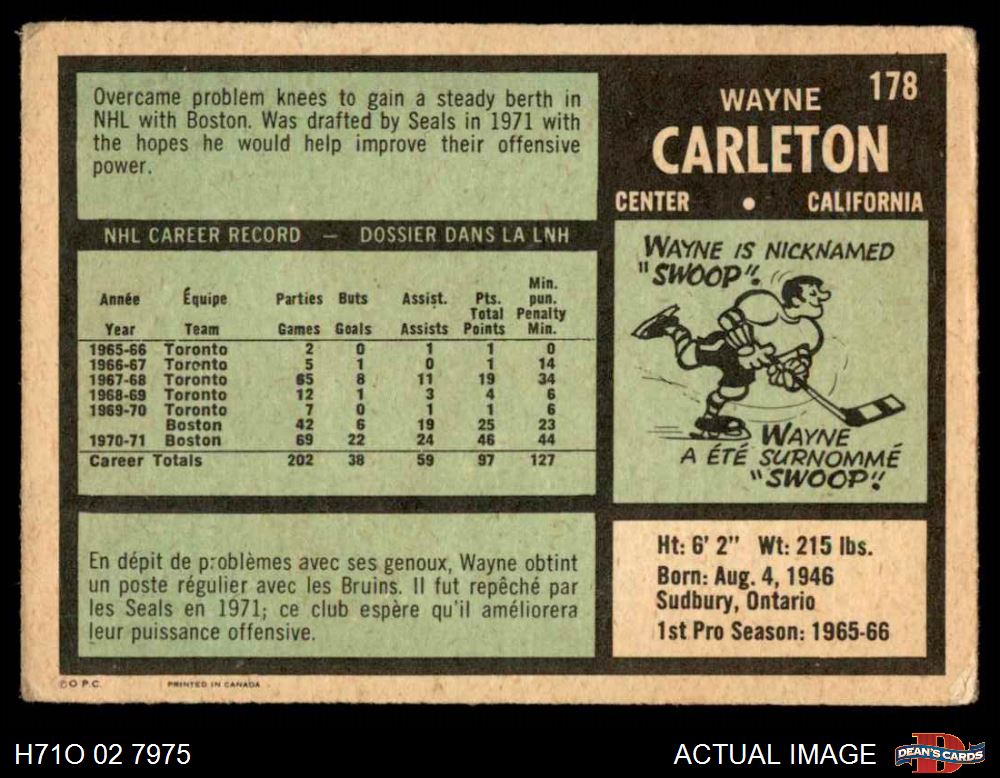 178
WAYNE
CARLETON
CENTER • CALIFORNIA
Overcame problem knees to gain a steady berth in
NHL with Boston. Was drafted by Seals in 1971 with
the hopes he would help improve their offensive
power.
NHL CAREER RECORD — DOSSIER DANS LA LNH
Année Équipe Parties Buts Assist. Pts. Total Min. pun.
Year Team Games Goals Assists Points Penalty Min.
1965-66 Toronto 2 0 1 1 0
1966-67 Toronto 5 1 0 1 14
1967-68 Toronto 65 8 11 19 34
1968-69 Toronto 12 1 3 4 6
1969-70 Toronto 7 0 1 1 6
Boston 42 6 19 25 23
1970-71 Boston 69 22 24 46 44
Career Totals 202 38 59 97 127
WAYNE IS NICKNAMED
"SWOOP"!
WAYNE
A ÉTÉ SURNOMMÉ
"SWOOP"!
En dépit de problèmes avec ses genoux, Wayne obtint
un poste régulier avec les Bruins. Il fut repêché par
les Seals en 1971; ce club espère qu'il améliorera
leur puissance offensive.
Ht: 6' 2" Wt: 215 lbs.
Born: Aug. 4, 1946
Sudbury, Ontario
1st Pro Season: 1965-66
© O.P.C. PRINTED IN CANADA
H71O 02 7975
ACTUAL IMAGE
DEAN'S CARDS